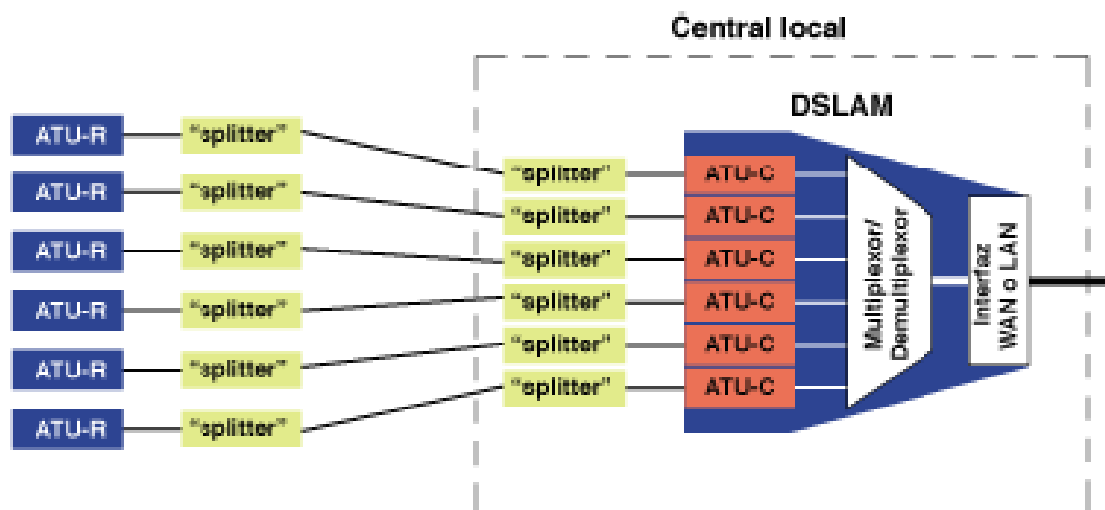 Central local
DSLAM
ATU-R "splitter" "splitter" ATU-C
ATU-R "splitter" "splitter" ATU-C
ATU-R "splitter" "splitter" ATU-C
ATU-R "splitter" "splitter" ATU-C
ATU-R "splitter" "splitter" ATU-C
ATU-R "splitter" "splitter" ATU-C
Multiplexor/
Demultiplexor
Interfaz
WAN o LAN